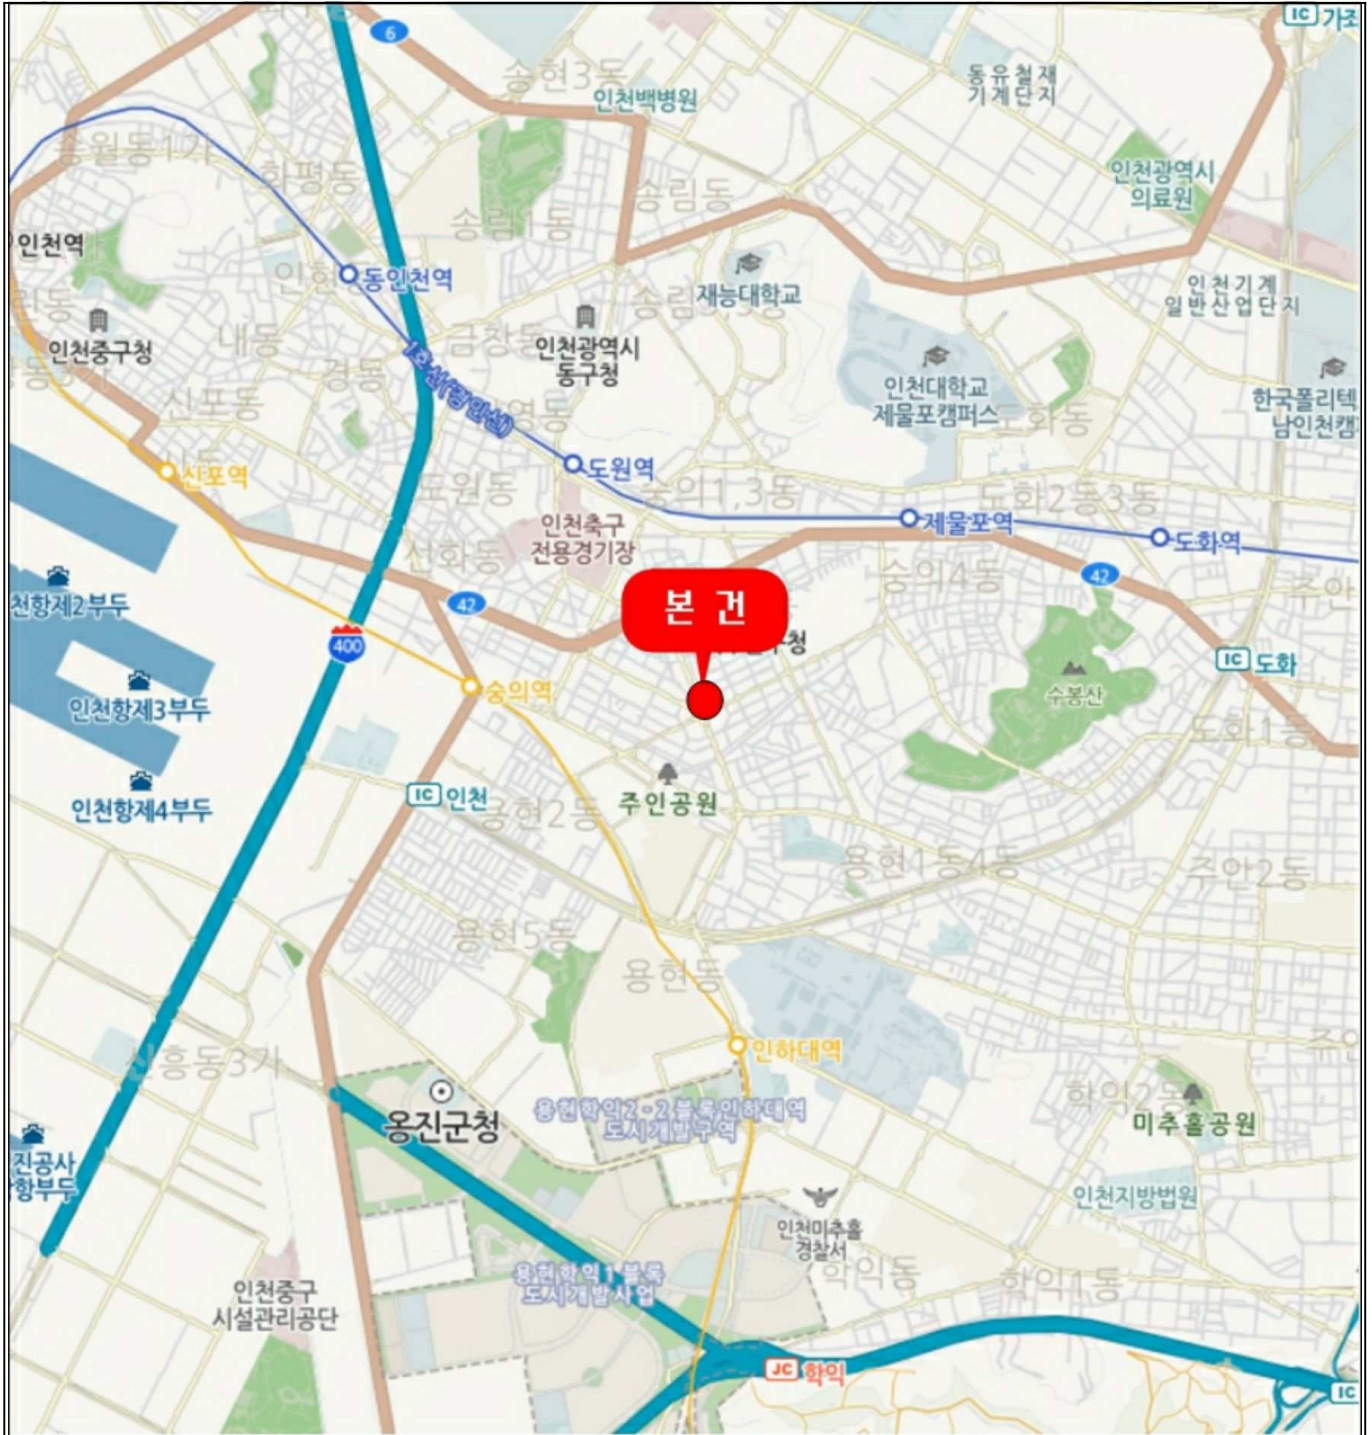 6
IC 가좌
송현3동
인천백병원
동유철재
기계단지
송월동1가
화평동
송림동
인천광역시
의료원
송림1동
인천역
동인천역
재능대학교
인천기계
일반산업단지
인천중구청
내동
금창동
인천광역시
동구청
경동
1호선(경인선)
인천대학교
제물포캠퍼스
한국폴리텍
남인천캠
신포동
도화동
신포역
도원역
도원동
숭의1,3동
도화2동3동
인천축구
전용경기장
제물포역
도화역
선화동
숭의4동
42
42
천항제2부두
본 건
구청
400
IC 도화
숭의역
수봉산
인천항제3부두
도화1동
IC 인천
주인공원
인천항제4부두
용현2동
용현1동4동
주안2동
용현5동
용현동
인하대역
신흥동3가
학익2동
용현학익2-2블록인하대역
도시개발구역
옹진군청
미추홀공원
진공사
항부두
인천지방법원
인천미추홀
경찰서
용현학익1블록
도시개발사업
학익동
학익1동
인천중구
시설관리공단
JC 학익
IC